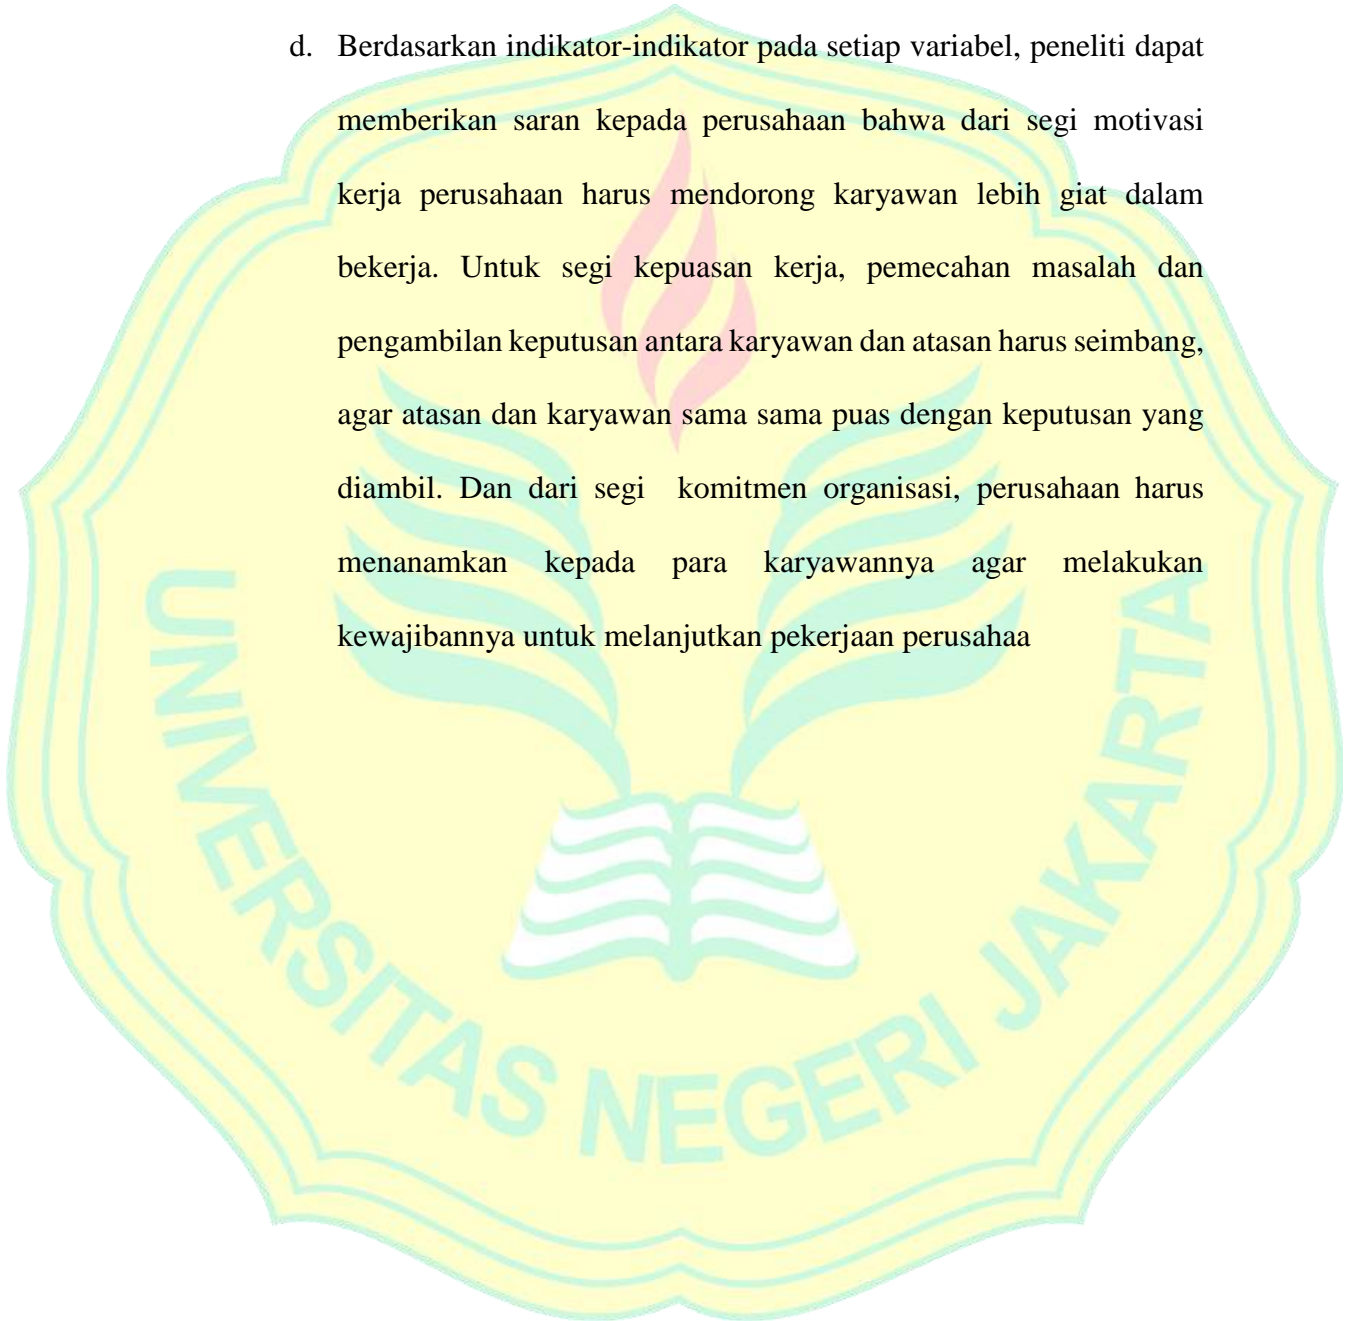 d. Berdasarkan indikator-indikator pada setiap variabel, peneliti dapat
memberikan saran kepada perusahaan bahwa dari segi motivasi
kerja perusahaan harus mendorong karyawan lebih giat dalam
bekerja. Untuk segi kepuasan kerja, pemecahan masalah dan
pengambilan keputusan antara karyawan dan atasan harus seimbang,
agar atasan dan karyawan sama sama puas dengan keputusan yang
diambil. Dan dari segi komitmen organisasi, perusahaan harus
menanamkan kepada para karyawannya agar melakukan
kewajibannya untuk melanjutkan pekerjaan perusahaa
UNIVERSITAS NEGERI JAKARTA